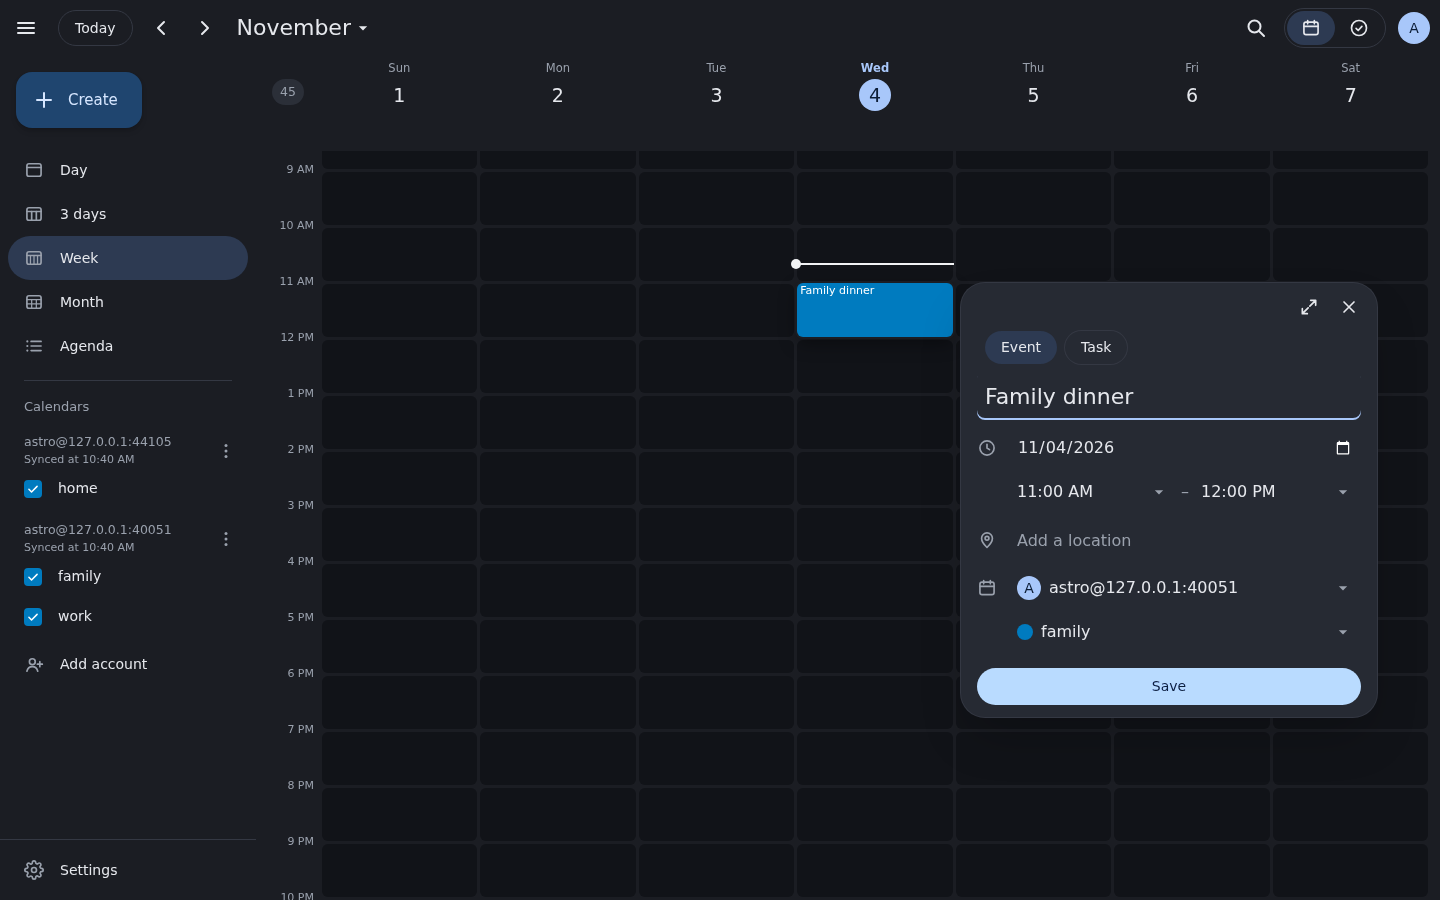 Today
November
A
Create
Day
3 days
Week
Month
Agenda
Calendars
astro@127.0.0.1:44105
Synced at 10:40 AM
home
astro@127.0.0.1:40051
Synced at 10:40 AM
family
work
Add account
Settings
45
Sun
1
Mon
2
Tue
3
Wed
4
Thu
5
Fri
6
Sat
7
9 AM
10 AM
11 AM
12 PM
1 PM
2 PM
3 PM
4 PM
5 PM
6 PM
7 PM
8 PM
9 PM
10 PM
Family dinner
Event
Task
Family dinner
11/04/2026
11:00 AM – 12:00 PM
Add a location
A astro@127.0.0.1:40051
family
Save